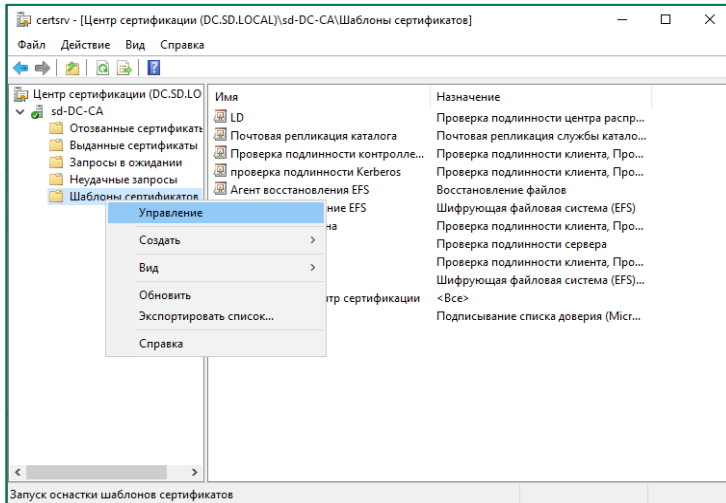 certsrv - [Центр сертификации (DC.SD.LOCAL)\sd-DC-CA\Шаблоны сертификатов]
Файл Действие Вид Справка
Центр сертификации (DC.SD.LO
sd-DC-CA
Отозванные сертификать
Выданные сертификаты
Запросы в ожидании
Неудачные запросы
Шаблоны сертификатов
Управление
Создать
Вид
Обновить
Экспортировать список...
Справка
Имя Назначение
LD Проверка подлинности центра распр...
Почтовая репликация каталога Почтовая репликация службы катало...
Проверка подлинности контролле... Проверка подлинности клиента, Про...
проверка подлинности Kerberos Проверка подлинности клиента, Про...
Агент восстановления EFS Восстановление файлов
ние EFS Шифрующая файловая система (EFS)
на Проверка подлинности клиента, Про...
Проверка подлинности сервера
Проверка подлинности клиента, Про...
Шифрующая файловая система (EFS)...
тр сертификации <Все>
Подписывание списка доверия (Micr...
Запуск оснастки шаблонов сертификатов